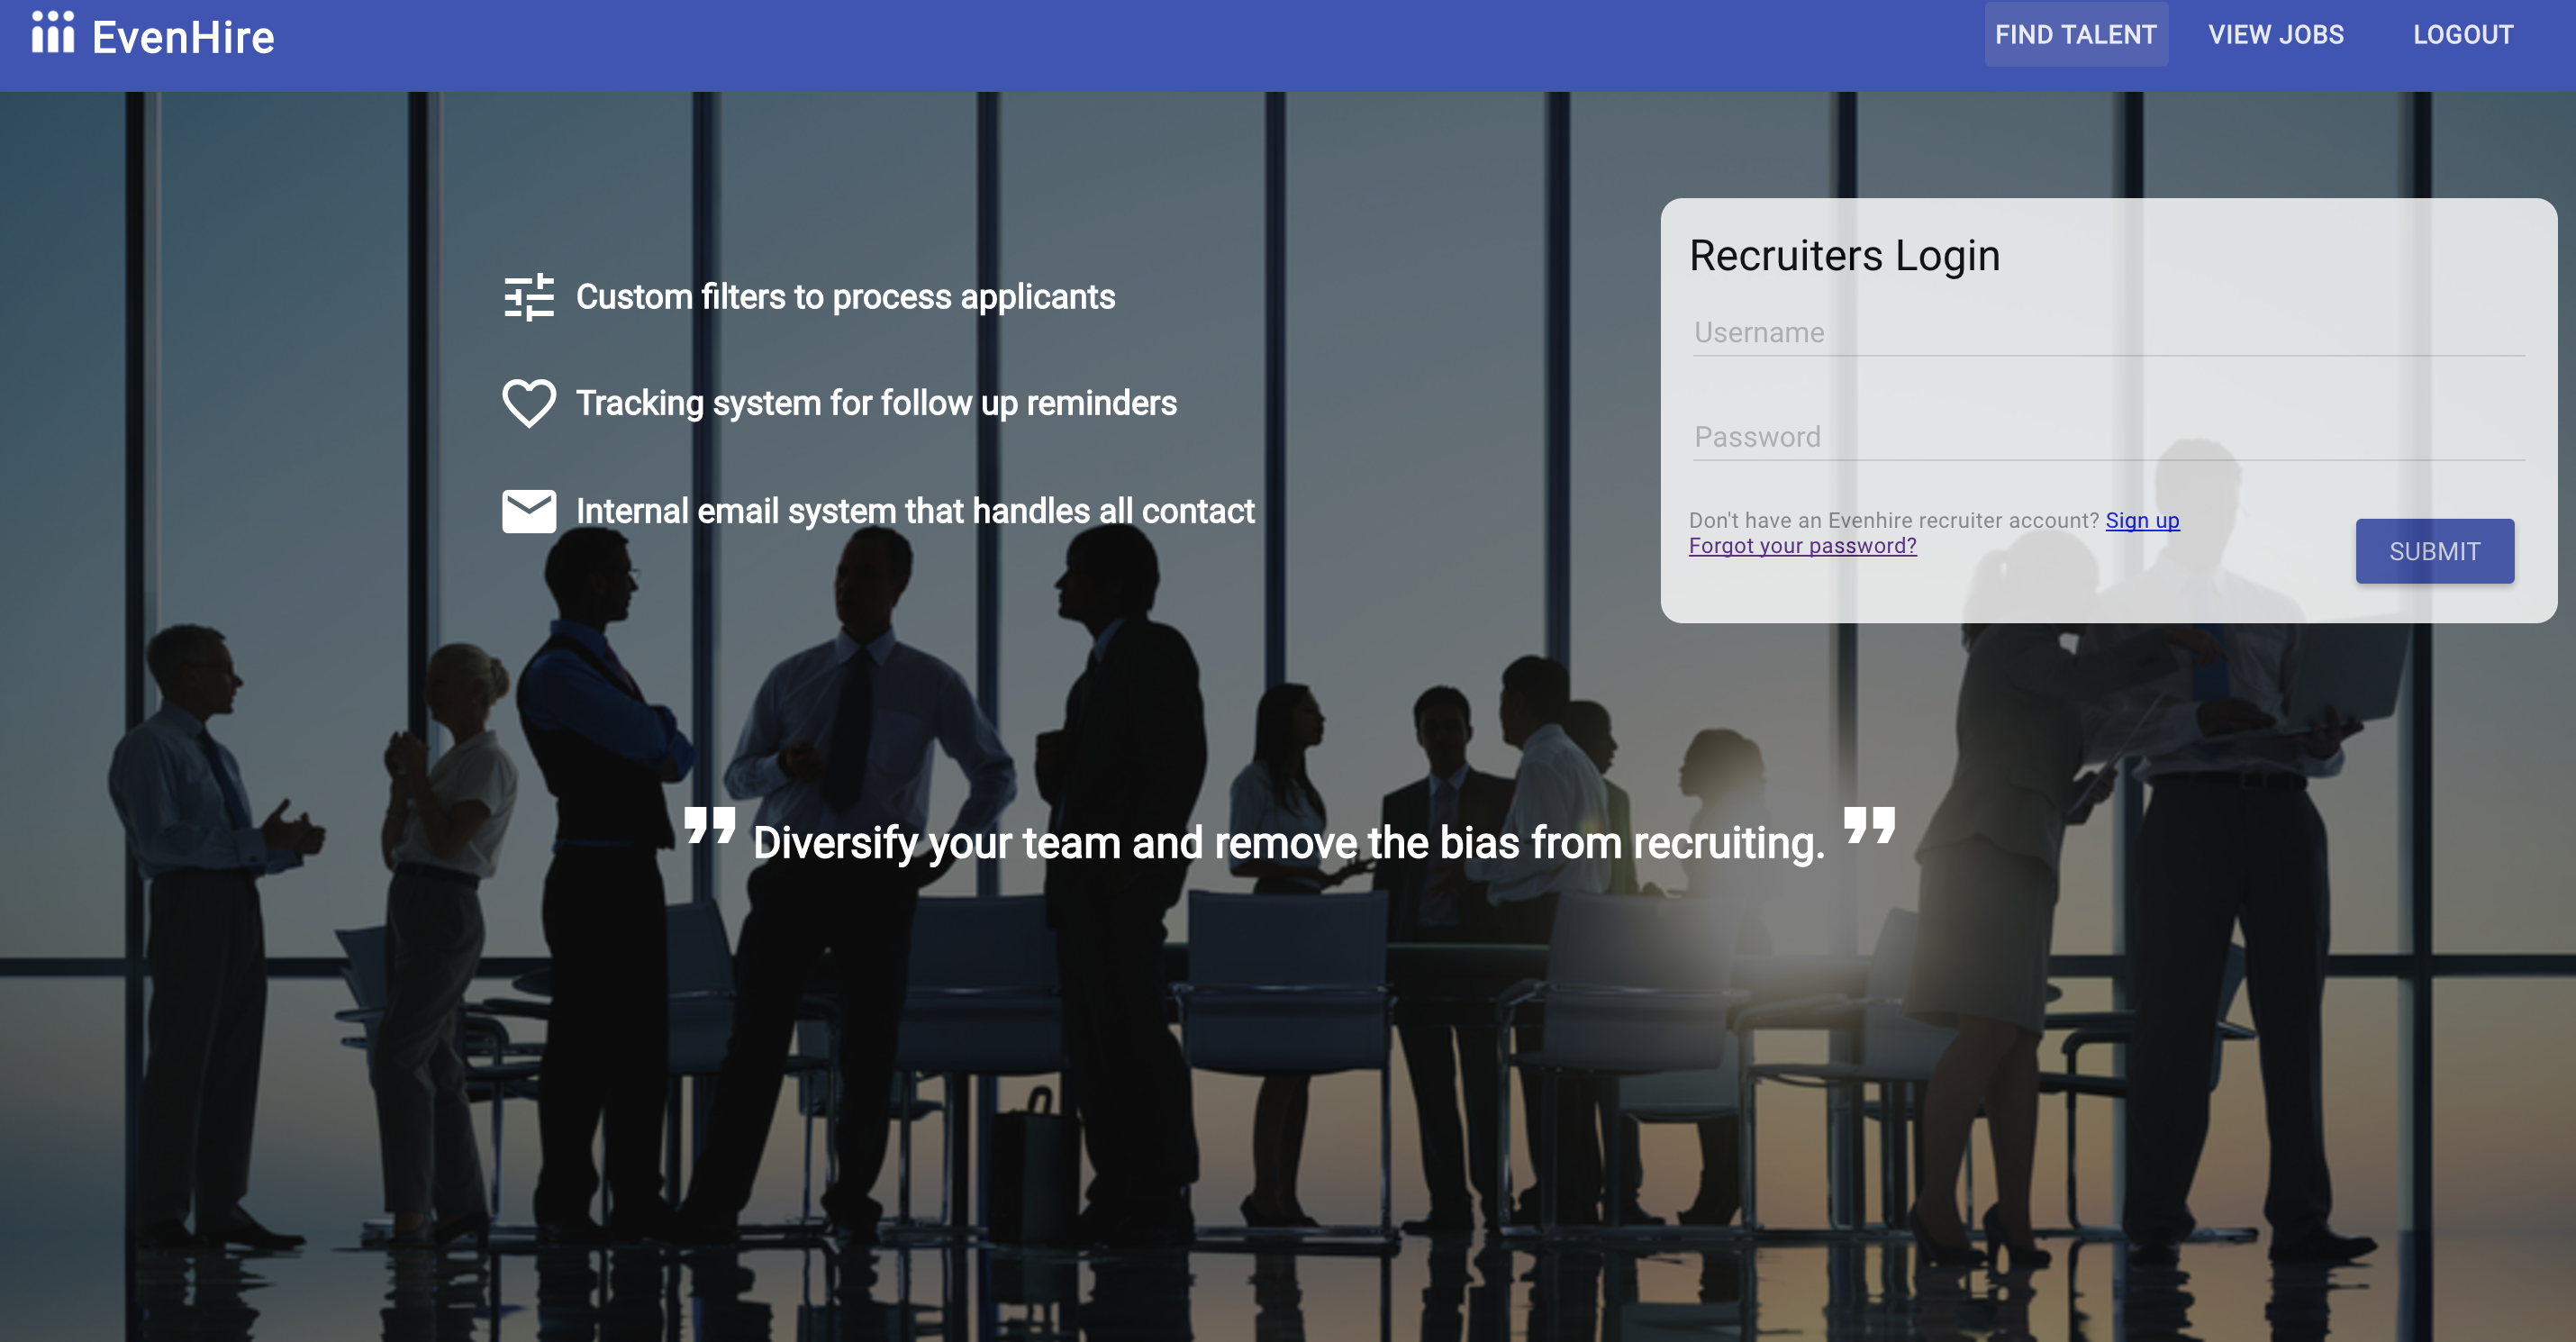 EvenHire
FIND TALENT
VIEW JOBS
LOGOUT
Custom filters to process applicants
Tracking system for follow up reminders
Internal email system that handles all contact
Recruiters Login
Username
Password
Don't have an Evenhire recruiter account? Sign up
Forgot your password?
SUBMIT
” Diversify your team and remove the bias from recruiting. ”